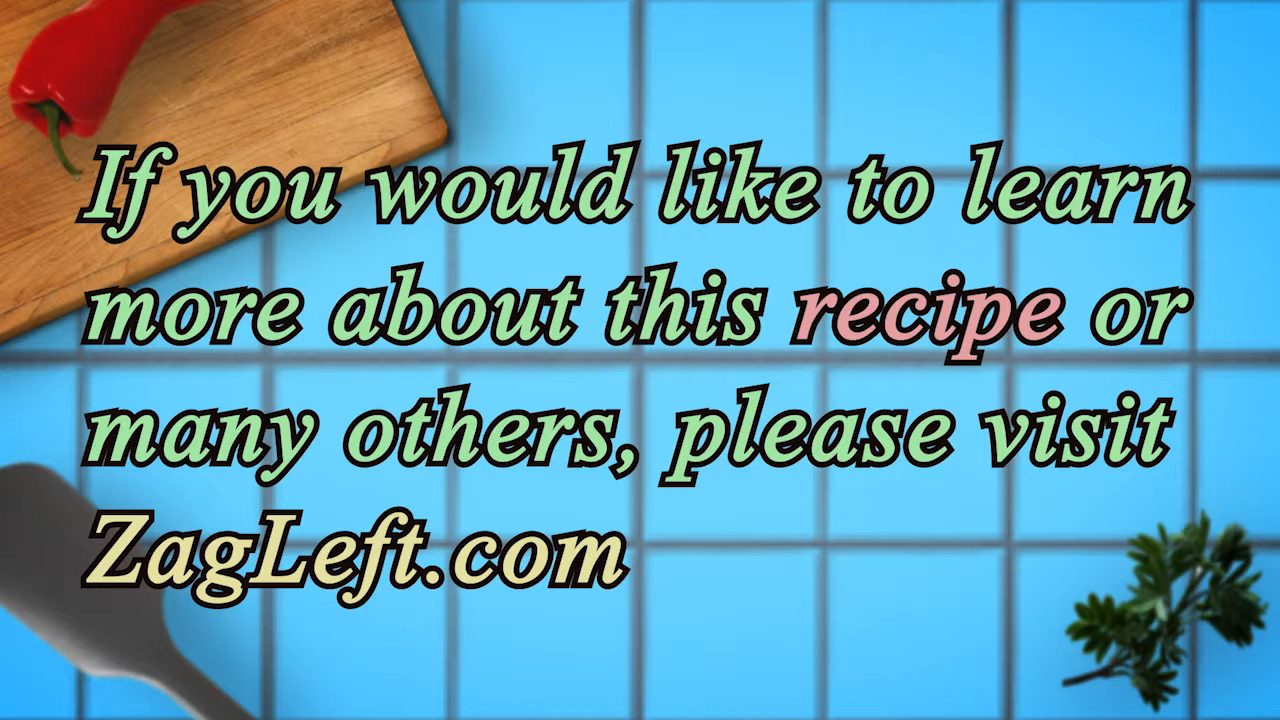 If you would like to learn
more about this recipe or
many others, please visit
ZagLeft.com